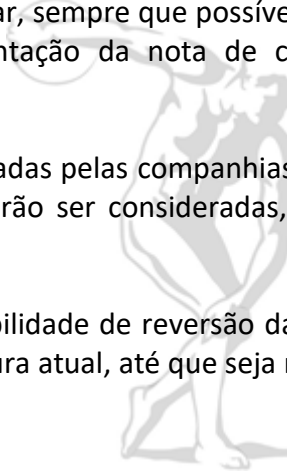 ar, sempre que possíve
ntação da nota de c
adas pelas companhias
rão ser consideradas,
bilidade de reversão da
ura atual, até que seja r